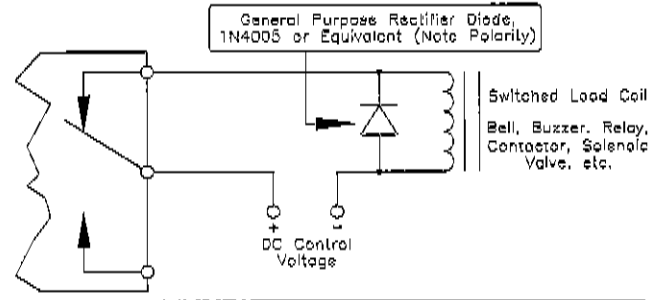 General Purpose Rectifier Diode,
1N4005 or Equivalent (Note Polarity)
Switched Load Coil
Bell, Buzzer, Relay,
Contactor, Solenoid
Valve, etc.
+ -
DC Control
Voltage